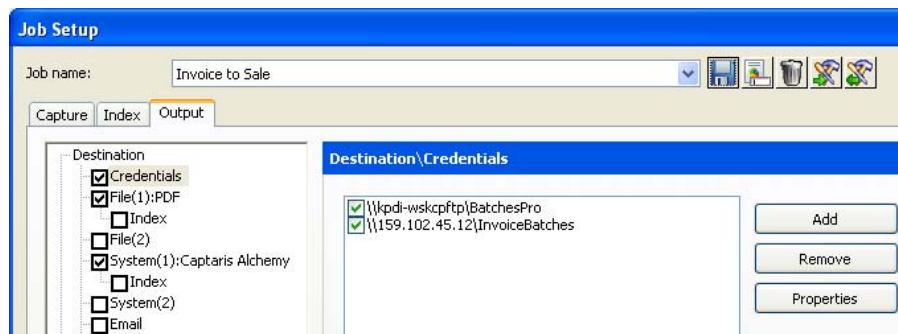 Job Setup
Job name:
Invoice to Sale
Capture
Index
Output
Destination
Credentials
File(1):PDF
Index
File(2)
System(1):Captaris Alchemy
Index
System(2)
Email
Destination\Credentials
\\kpdi-wskcpftp\BatchesPro
\\159.102.45.12\InvoiceBatches
Add
Remove
Properties